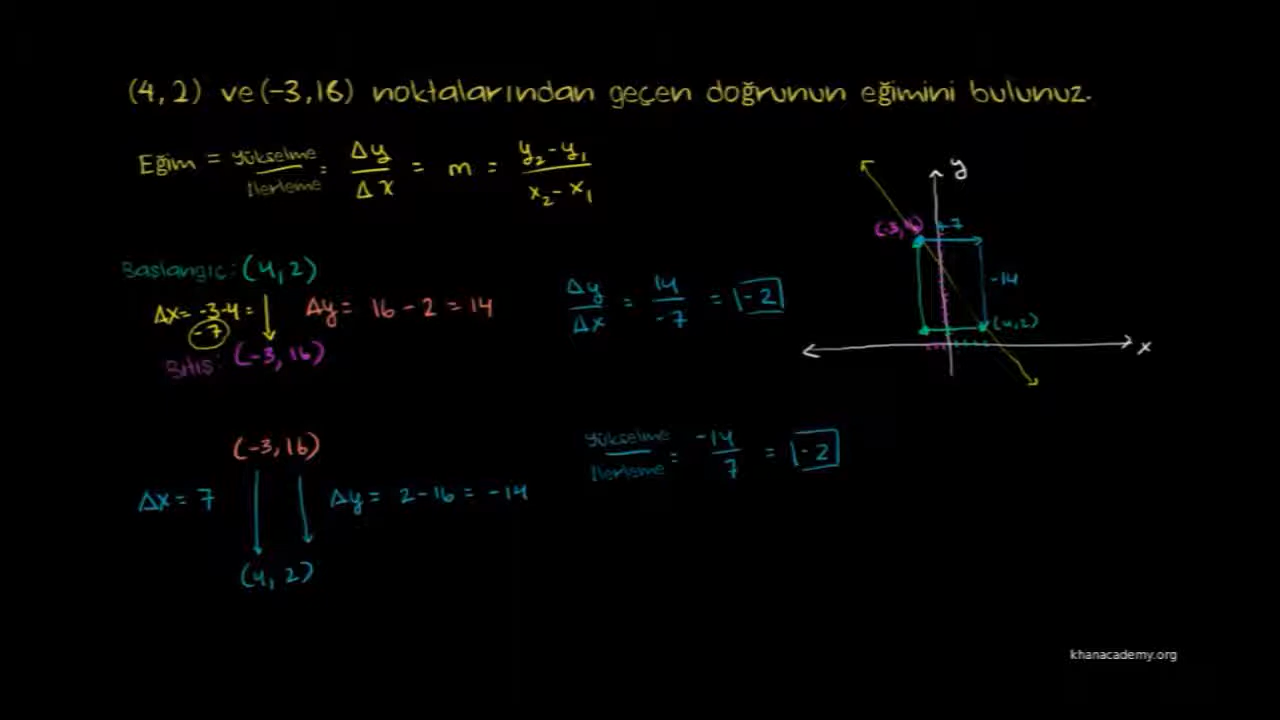 (4, 2) ve (-3, 16) noktalarından geçen doğrunun eğimini bulunuz.
Eğim = Yükselme / İlerleme = Δy / Δx = m = y₂ - y₁ / x₂ - x₁
Başlangıç: (4, 2)
Δx = -3-4 = -7
Δy = 16 - 2 = 14
Bitiş: (-3, 16)
Δy / Δx = 14 / -7 = -2
(-3, 16)
Δx = 7
Δy = 2 - 16 = -14
(4, 2)
Yükselme / İlerleme = -14 / 7 = -2
y
(-3, 16)
+7
-14
(4, 2)
x
khanacademy.org